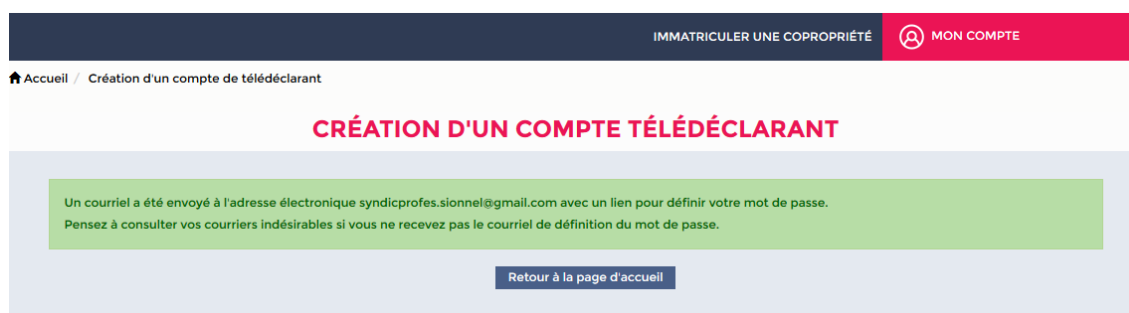 IMMATRICULER UNE COPROPRIÉTÉ MON COMPTE
Accueil / Création d'un compte de télédéclarant
CRÉATION D'UN COMPTE TÉLÉDÉCLARANT
Un courriel a été envoyé à l'adresse électronique syndicprofes.sionnel@gmail.com avec un lien pour définir votre mot de passe.
Pensez à consulter vos courriers indésirables si vous ne recevez pas le courriel de définition du mot de passe.
Retour à la page d'accueil